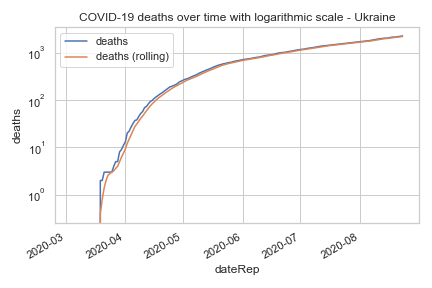 COVID-19 deaths over time with logarithmic scale - Ukraine
deaths
deaths (rolling)
10³
10²
10¹
10⁰
deaths
2020-03
2020-04
2020-05
2020-06
2020-07
2020-08
dateRep